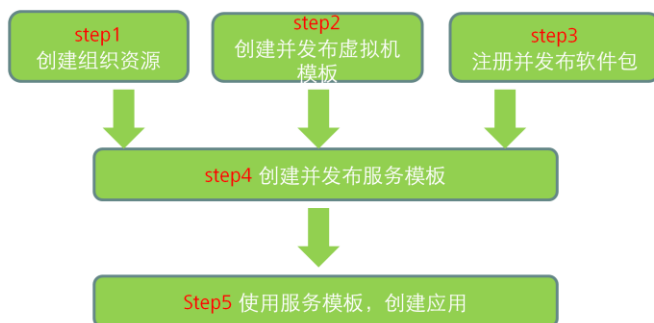 step1
创建组织资源
step2
创建并发布虚拟机
模板
step3
注册并发布软件包
step4 创建并发布服务模板
Step5 使用服务模板，创建应用